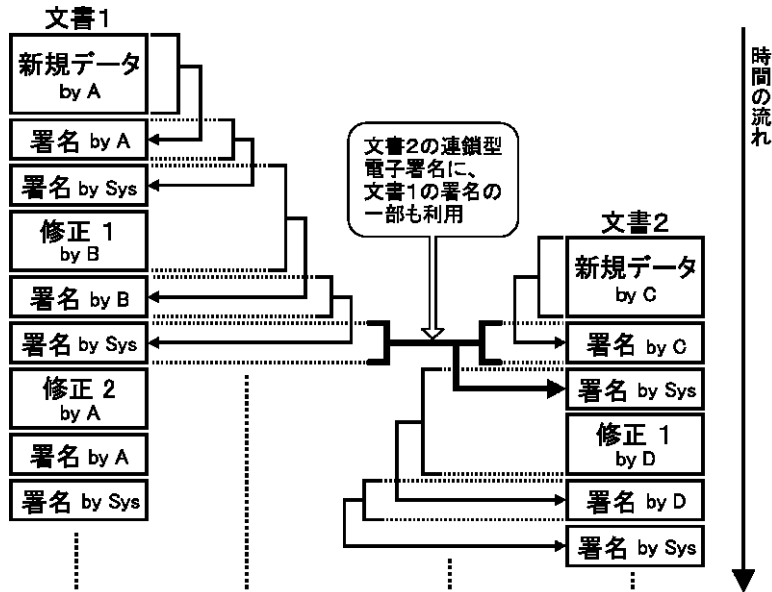 文書1
新規データ
by A
署名 by A
署名 by Sys
修正 1
by B
署名 by B
署名 by Sys
修正 2
by A
署名 by A
署名 by Sys
文書2の連鎖型
電子署名に、
文書1の署名の
一部も利用
文書2
新規データ
by C
署名 by C
署名 by Sys
修正 1
by D
署名 by D
署名 by Sys
時間の流れ